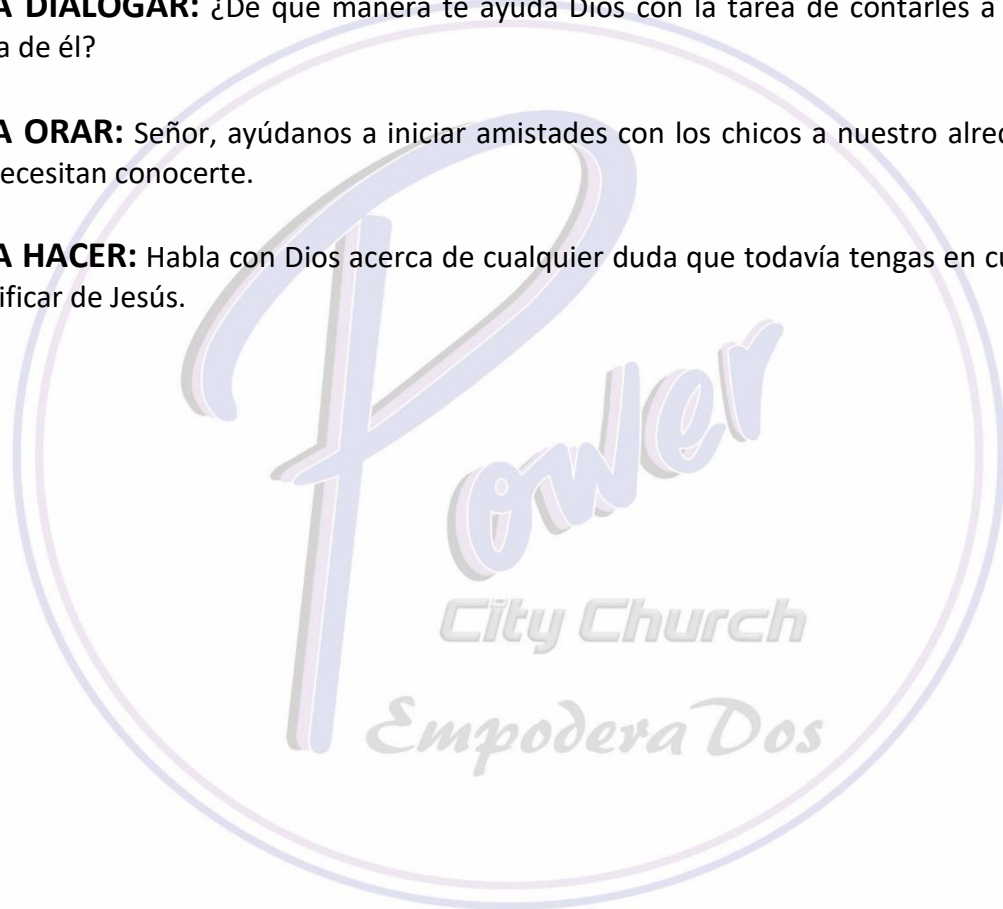 A DIALOGAR: ¿De qué manera te ayuda Dios con la tarea de contarles a
a de él?
A ORAR: Señor, ayúdanos a iniciar amistades con los chicos a nuestro alred
ecesitan conocerte.
A HACER: Habla con Dios acerca de cualquier duda que todavía tengas en cu
ificar de Jesús.
Power
City Church
EmpoderaDos